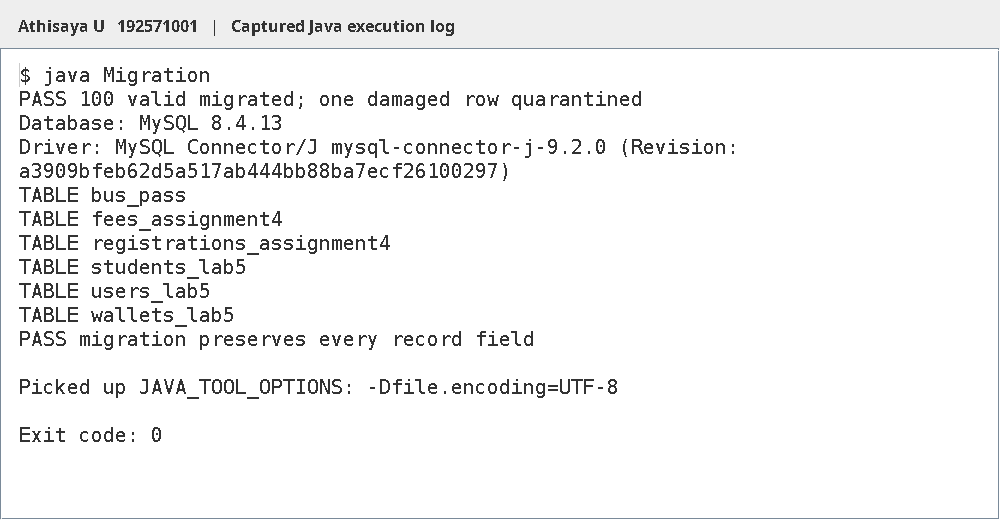 Athisaya U 192571001 | Captured Java execution log
$ java Migration
PASS 100 valid migrated; one damaged row quarantined
Database: MySQL 8.4.13
Driver: MySQL Connector/J mysql-connector-j-9.2.0 (Revision:
a3909bfeb62d5a517ab444bb88ba7ecf26100297)
TABLE bus_pass
TABLE fees_assignment4
TABLE registrations_assignment4
TABLE students_lab5
TABLE users_lab5
TABLE wallets_lab5
PASS migration preserves every record field
Picked up JAVA_TOOL_OPTIONS: -Dfile.encoding=UTF-8
Exit code: 0